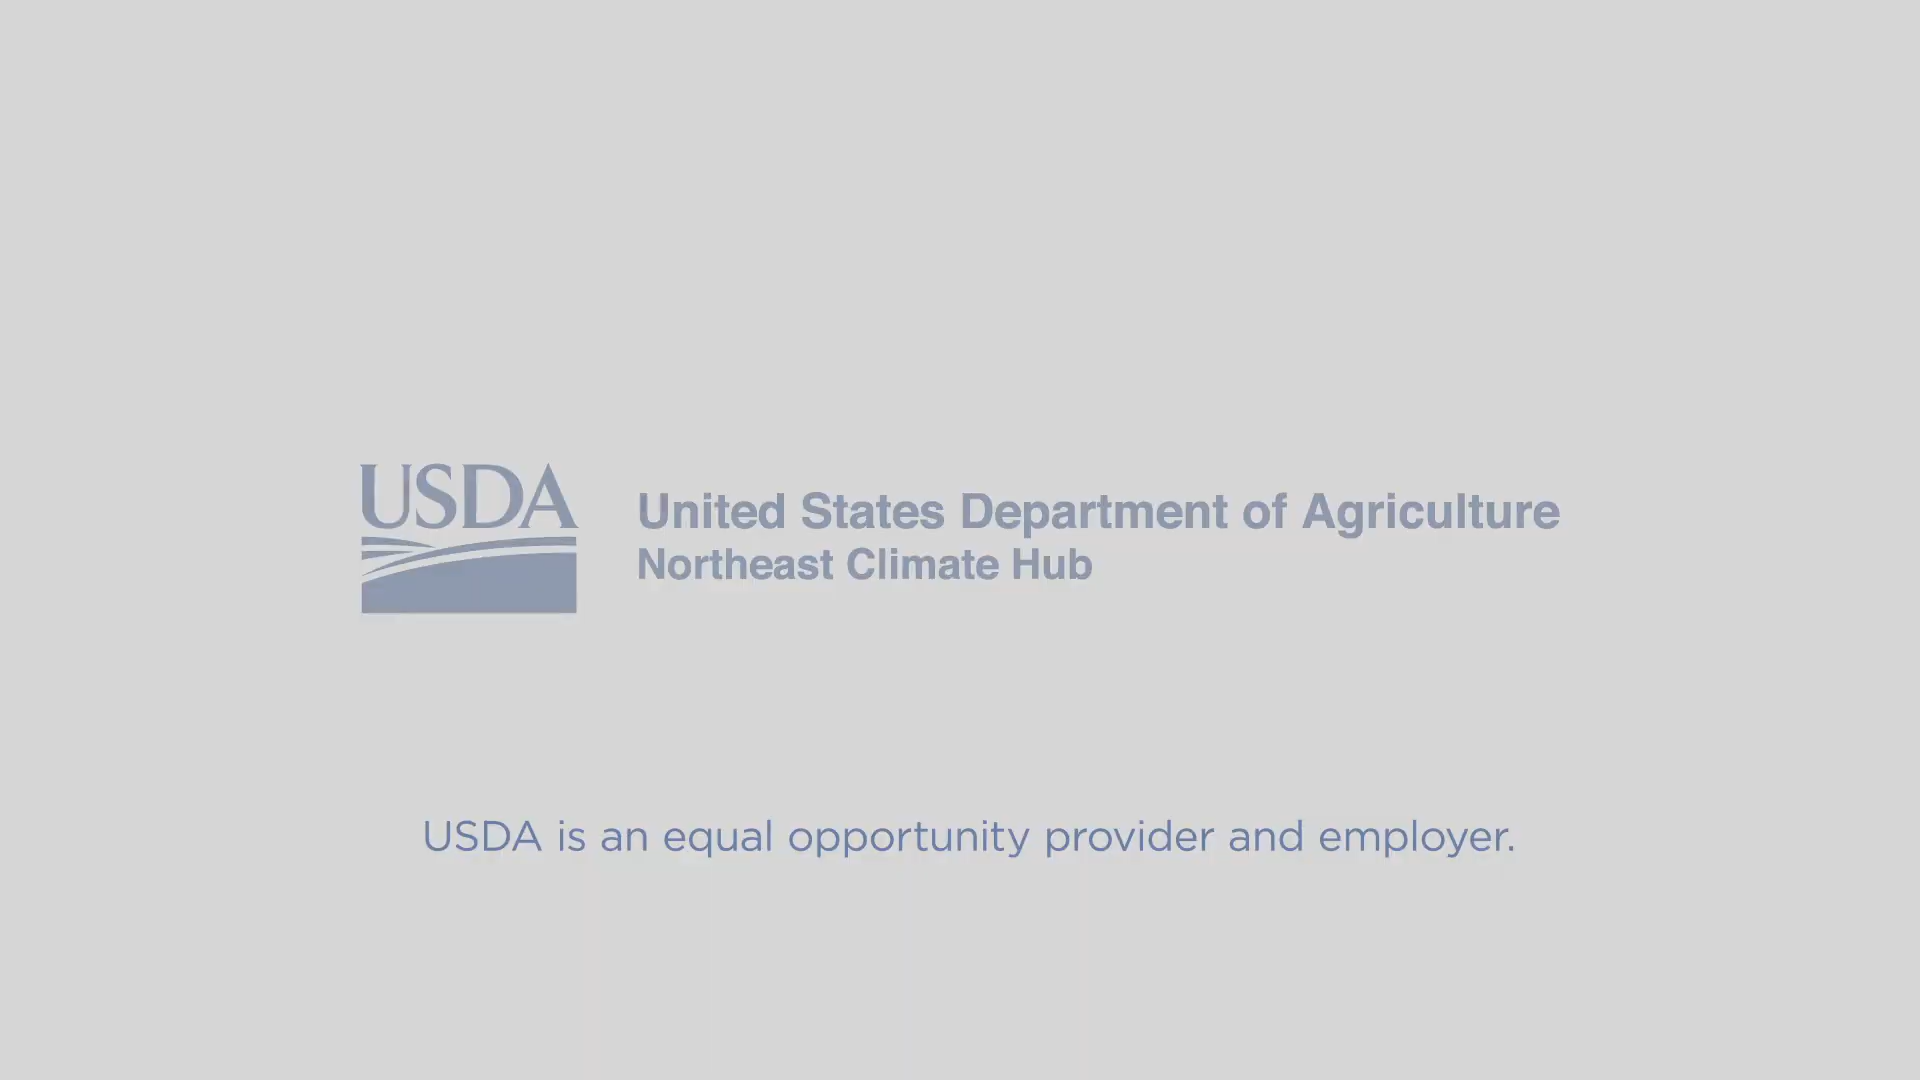 USDA
United States Department of Agriculture
Northeast Climate Hub
USDA is an equal opportunity provider and employer.